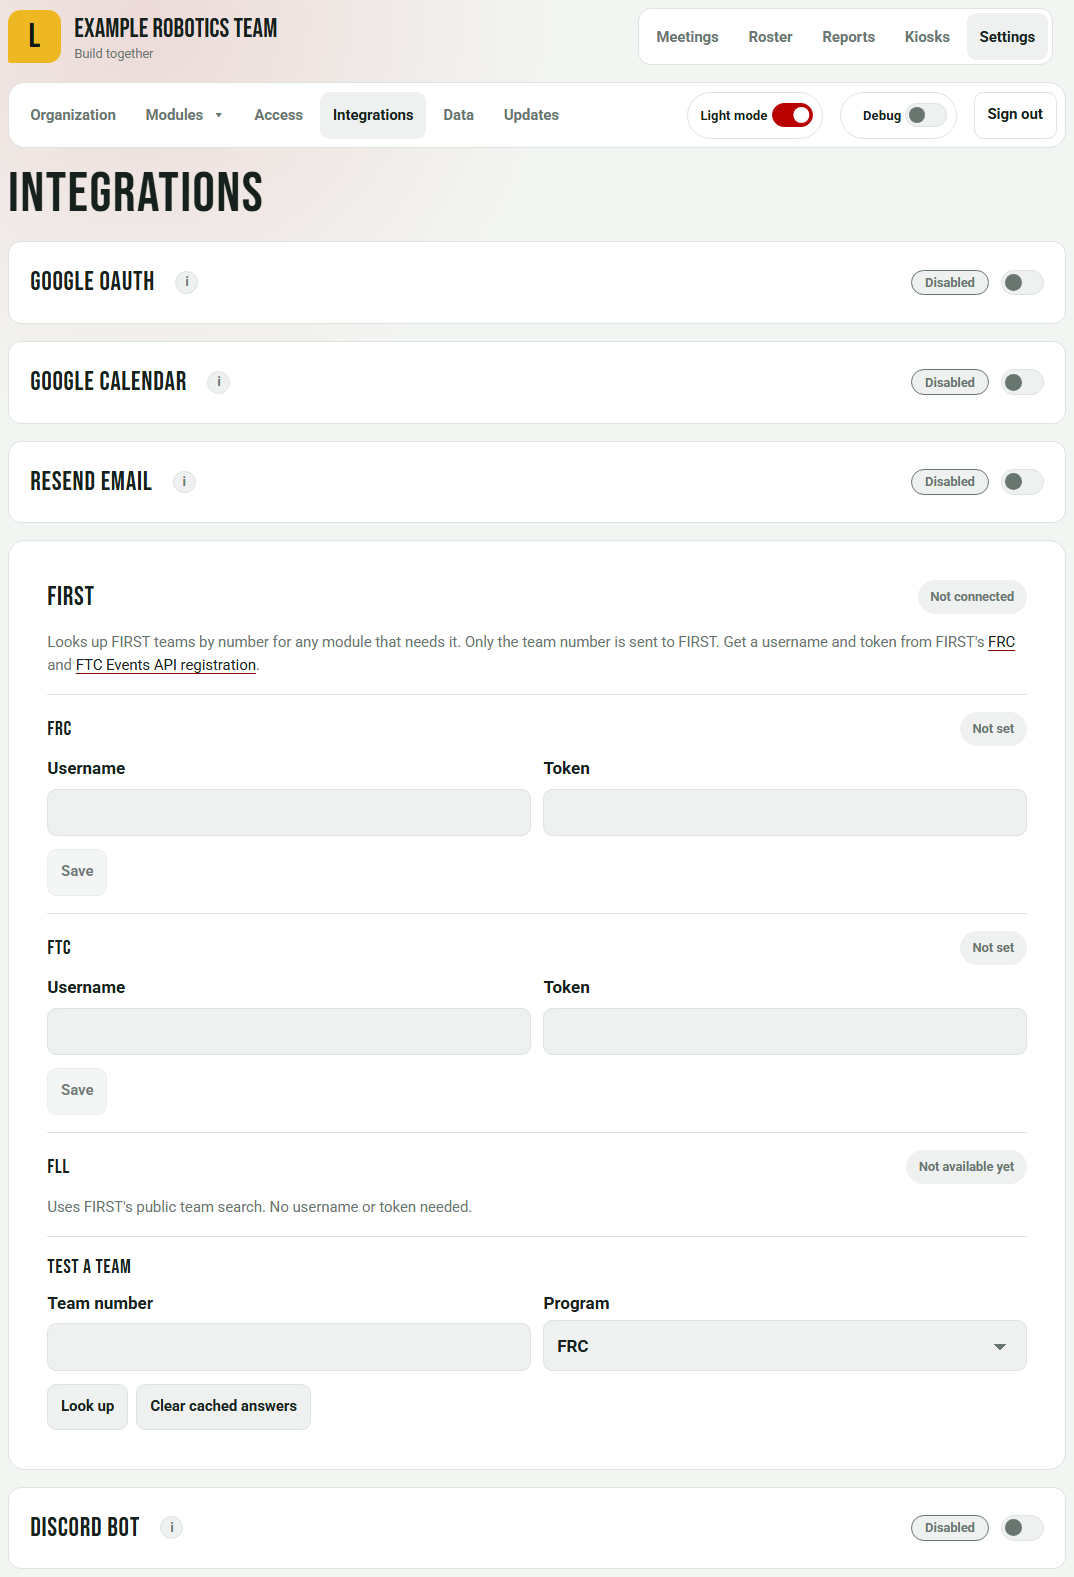 L
EXAMPLE ROBOTICS TEAM
Build together
Meetings Roster Reports Kiosks Settings
Organization Modules Access Integrations Data Updates Light mode Debug Sign out
INTEGRATIONS
GOOGLE OAUTH i Disabled
GOOGLE CALENDAR i Disabled
RESEND EMAIL i Disabled
FIRST Not connected
Looks up FIRST teams by number for any module that needs it. Only the team number is sent to FIRST. Get a username and token from FIRST's FRC
and FTC Events API registration.
FRC Not set
Username Token
Save
FTC Not set
Username Token
Save
FLL Not available yet
Uses FIRST's public team search. No username or token needed.
TEST A TEAM
Team number Program
FRC
Look up Clear cached answers
DISCORD BOT i Disabled